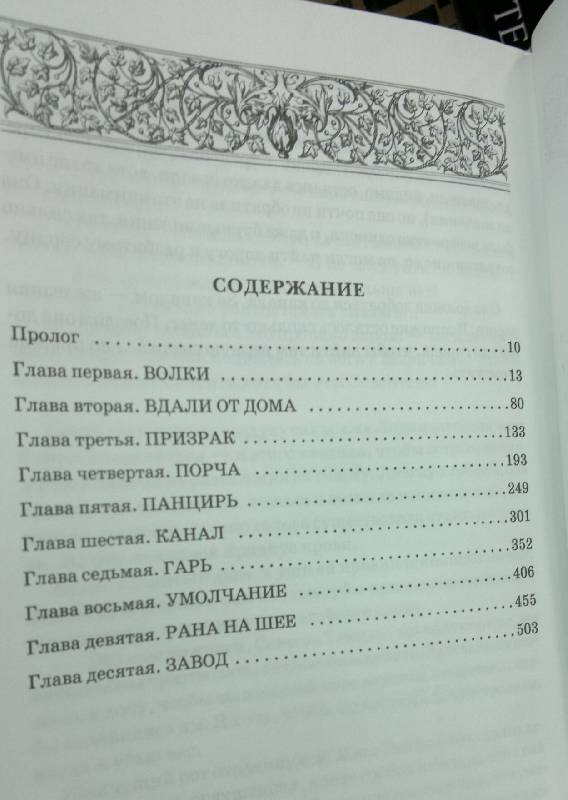 ТЕ
СОДЕРЖАНИЕ
Пролог ........................................ 10
Глава первая. ВОЛКИ ........................................ 13
Глава вторая. ВДАЛИ ОТ ДОМА ........................................ 80
Глава третья. ПРИЗРАК ........................................ 133
Глава четвертая. ПОРЧА ........................................ 193
Глава пятая. ПАНЦИРЬ ........................................ 249
Глава шестая. КАНАЛ ........................................ 301
Глава седьмая. ГАРЬ ........................................ 352
Глава восьмая. УМОЛЧАНИЕ ........................................ 406
Глава девятая. РАНА НА ШЕЕ ........................................ 455
Глава десятая. ЗАВОД ........................................ 503